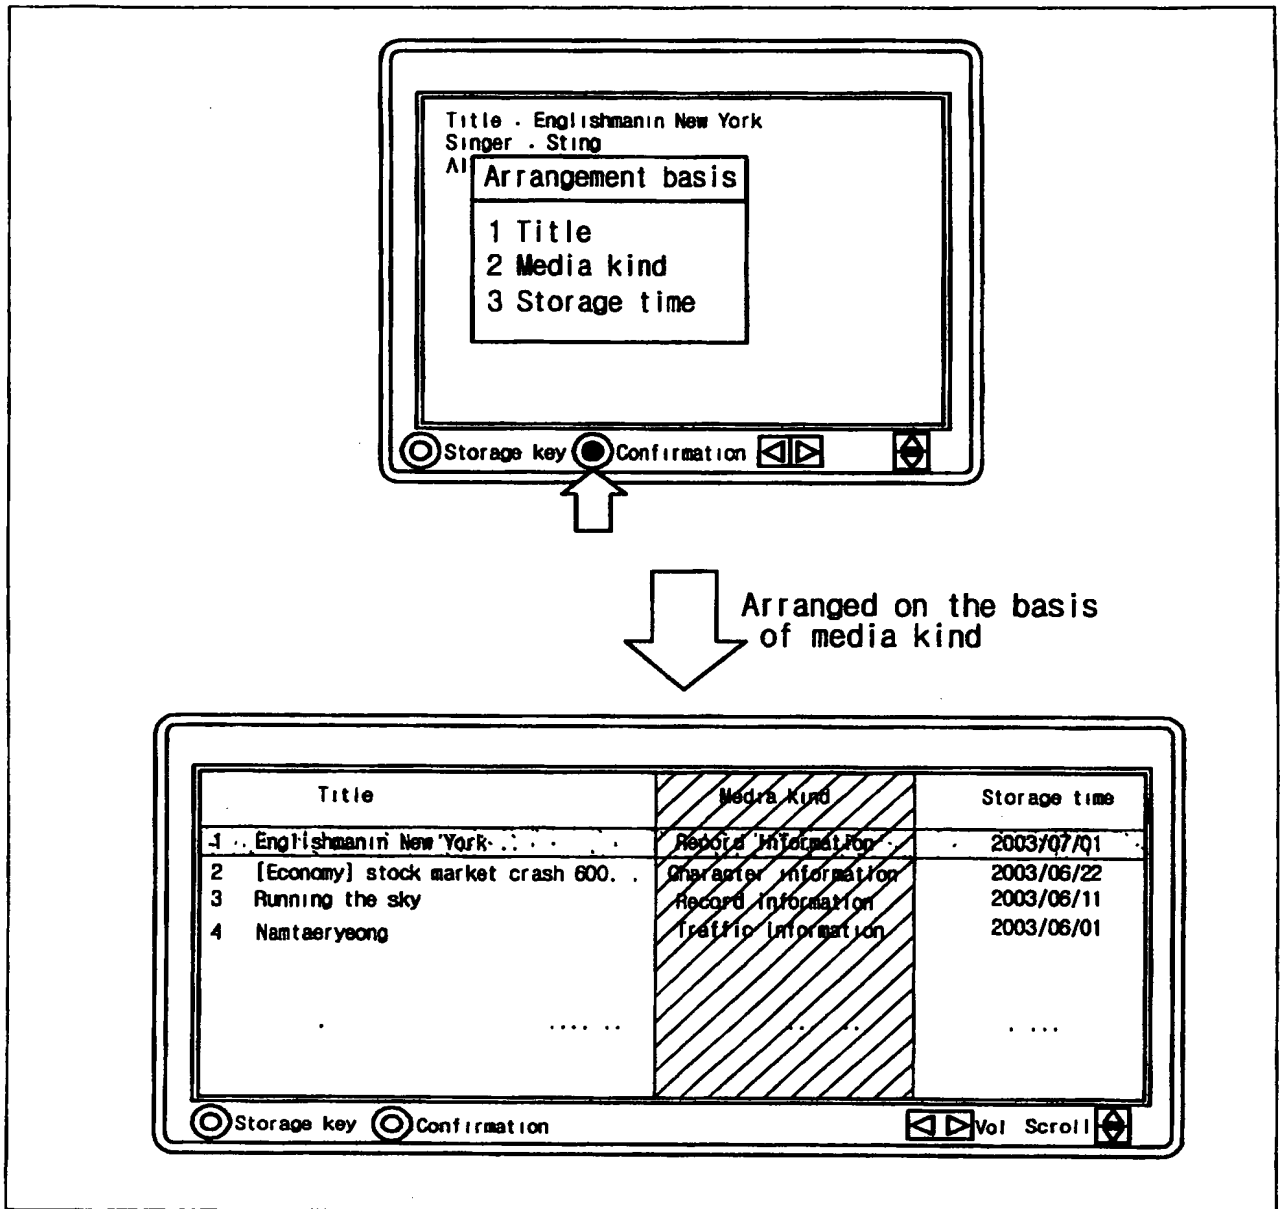 Title . Englishmanin New York
Singer . Sting
Al
Arrangement basis
1 Title
2 Media kind
3 Storage time
Storage key Confirmation
Arranged on the basis
of media kind
Title Media Kind Storage time
1 Englishmanin New York Record information 2003/07/01
2 [Economy] stock market crash 600. . Character information 2003/06/22
3 Running the sky Record information 2003/06/11
4 Namtaeryeong Traffic information 2003/06/01
Storage key Confirmation Vol Scroll